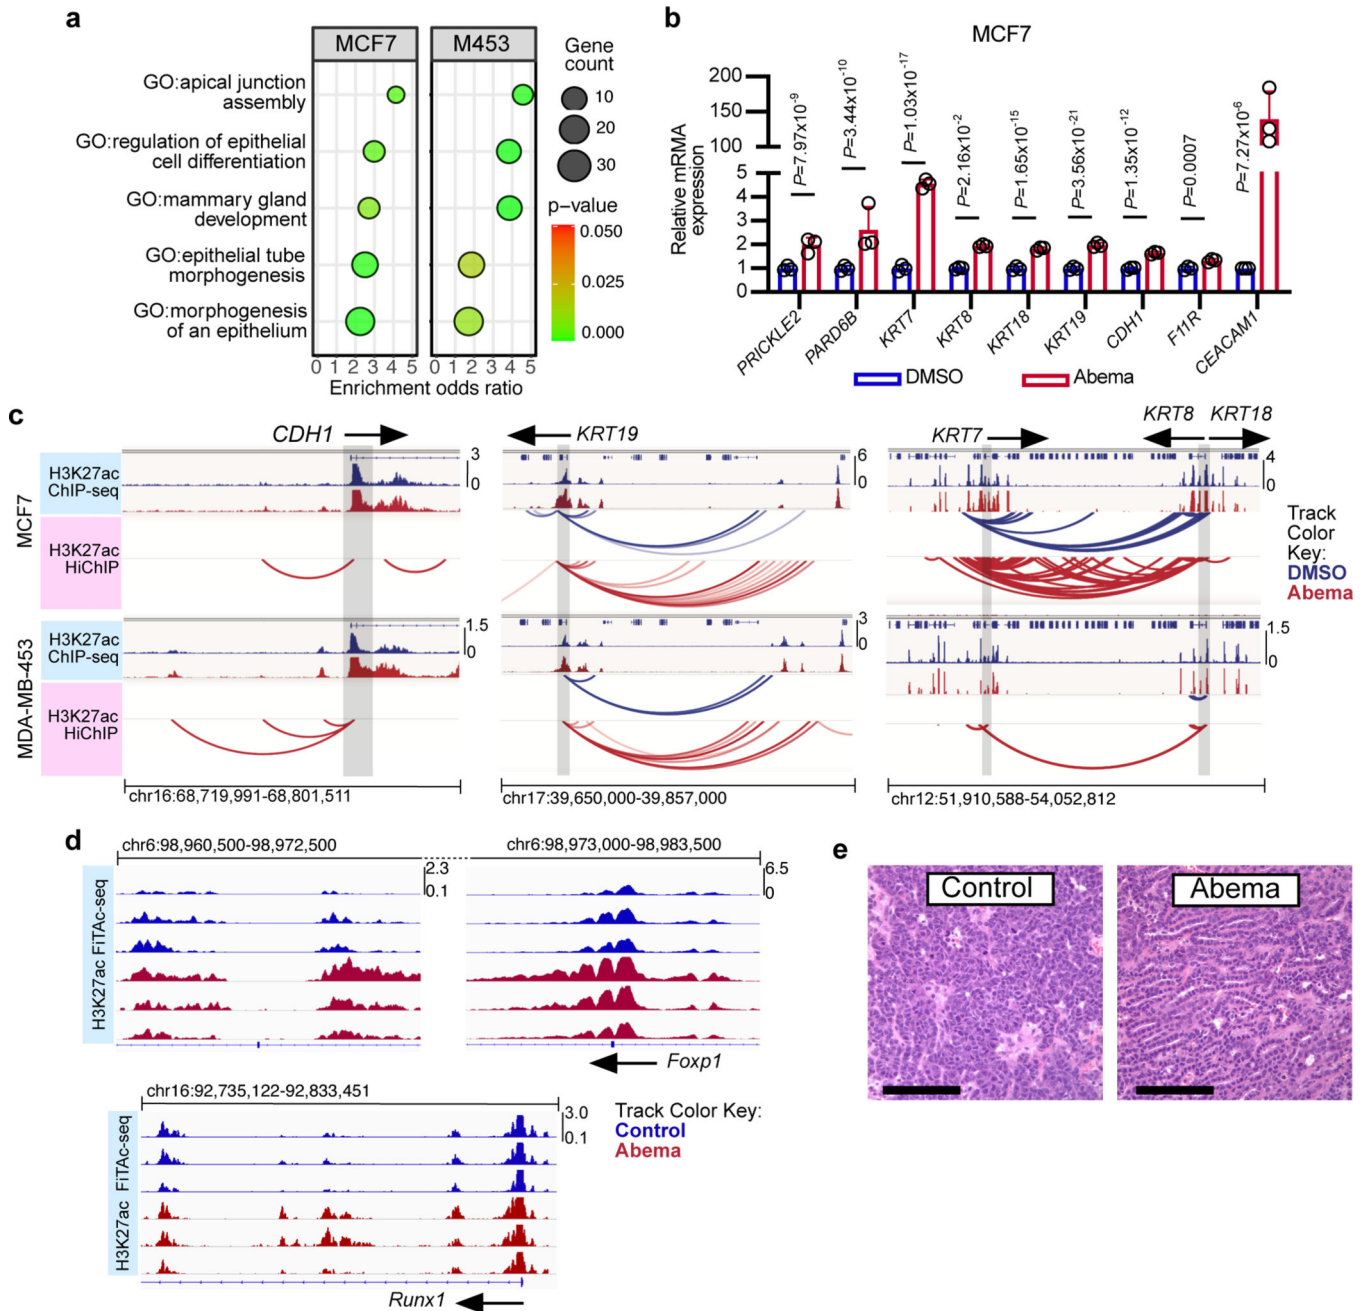 a
MCF7
M453
GO:apical junction
assembly
GO:regulation of epithelial
cell differentiation
GO:mammary gland
development
GO:epithelial tube
morphogenesis
GO:morphogenesis
of an epithelium
0 1 2 3 4 5
0 1 2 3 4 5
Enrichment odds ratio
Gene
count
10
20
30
p-value
0.050
0.025
0.000
b
MCF7
Relative mRMA
expression
200
150
100
5
4
3
2
1
0
P=7.97x10-9
P=3.44x10-10
P=1.03x10-17
P=2.16x10-2
P=1.65x10-15
P=3.56x10-21
P=1.35x10-12
P=0.0007
P=7.27x10-6
PRICKLE2
PARD6B
KRT7
KRT8
KRT18
KRT19
CDH1
F11R
CEACAM1
DMSO
Abema
c
CDH1
KRT19
KRT7
KRT8
KRT18
MCF7
H3K27ac
ChIP-seq
3
0
6
0
4
0
H3K27ac
HiChIP
Track
Color
Key:
DMSO
Abema
MDA-MB-453
H3K27ac
ChIP-seq
1.5
0
3
0
1.5
0
H3K27ac
HiChIP
chr16:68,719,991-68,801,511
chr17:39,650,000-39,857,000
chr12:51,910,588-54,052,812
d
chr6:98,960,500-98,972,500
chr6:98,973,000-98,983,500
2.3
0.1
6.5
0
H3K27ac FiTAc-seq
Foxp1
chr16:92,735,122-92,833,451
3.0
0.1
H3K27ac FiTAc-seq
Runx1
Track Color Key:
Control
Abema
e
Control
Abema